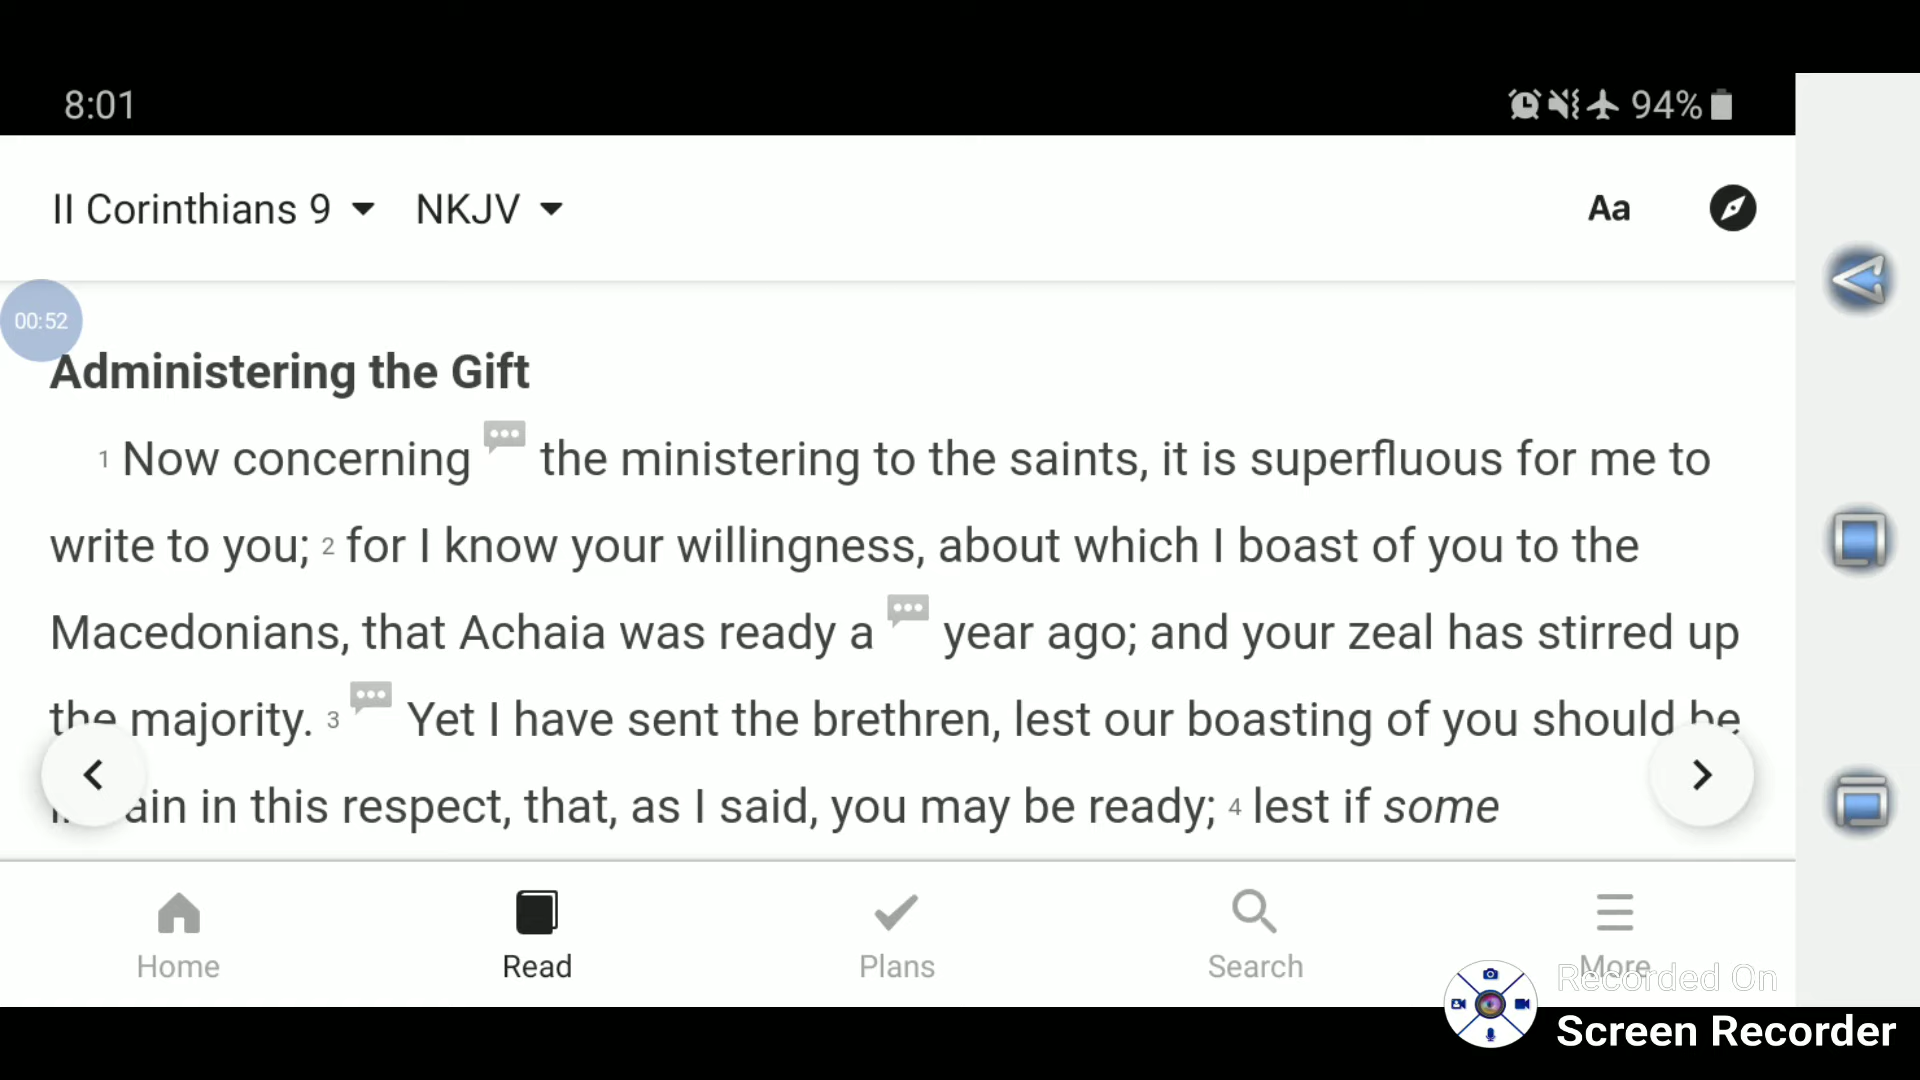 8:01
94%
II Corinthians 9
NKJV
Aa
00:52
Administering the Gift
1 Now concerning the ministering to the saints, it is superfluous for me to
write to you; 2 for I know your willingness, about which I boast of you to the
Macedonians, that Achaia was ready a year ago; and your zeal has stirred up
the majority. 3 Yet I have sent the brethren, lest our boasting of you should be
ain in this respect, that, as I said, you may be ready; 4 lest if some
Home
Read
Plans
Search
More
Recorded On
Screen Recorder